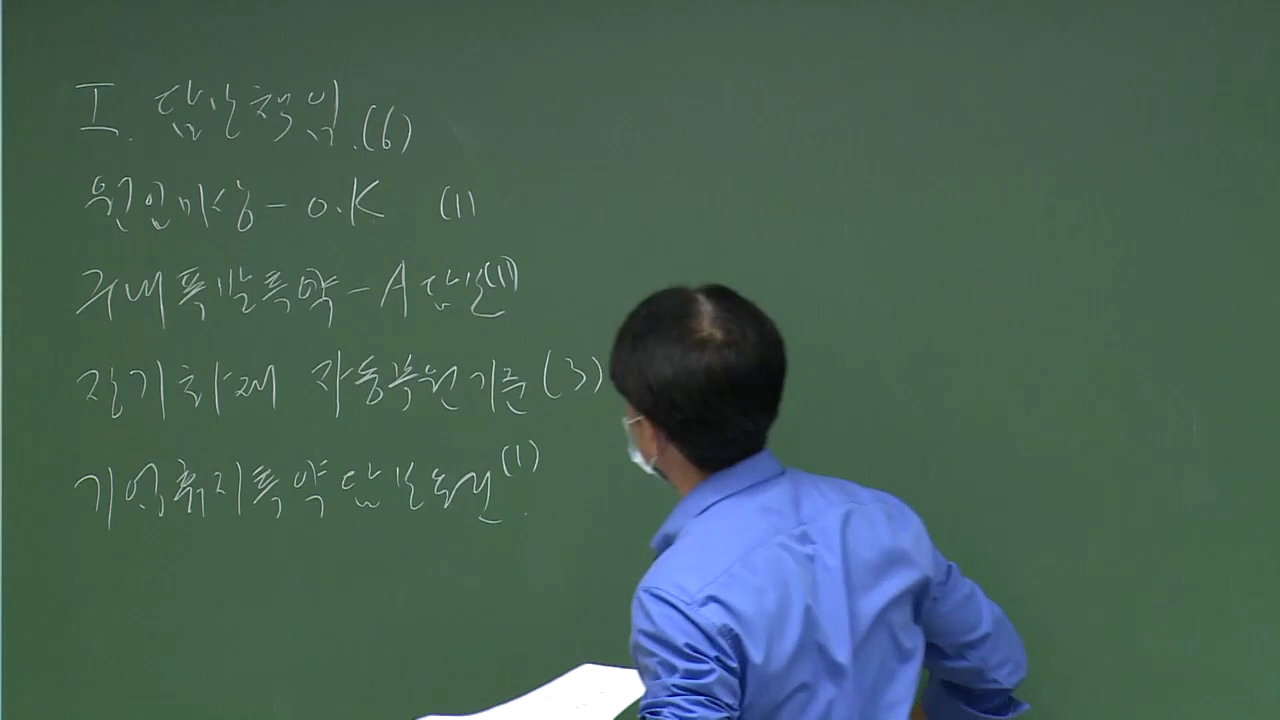 I. 담보책임.(6)
원인미상 - O.K (1)
구내폭발특약 - A 담보(1)
잔기화재 자동복원기준(3)
기업휴지특약 담보조건(1).